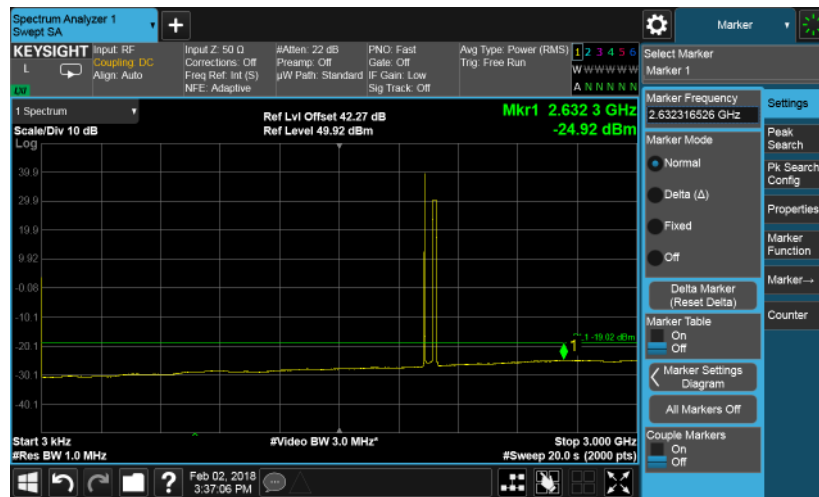 Spectrum Analyzer 1
Swept SA
Marker
KEYSIGHT
L
LXI
Input: RF
Coupling: DC
Align: Auto
Input Z: 50 Ω
Corrections: Off
Freq Ref: Int (S)
NFE: Adaptive
#Atten: 22 dB
Preamp: Off
µW Path: Standard
PNO: Fast
Gate: Off
IF Gain: Low
Sig Track: Off
Avg Type: Power (RMS)
Trig: Free Run
1 2 3 4 5 6
W W W W W W
A N N N N N
Select Marker
Marker 1
1 Spectrum
Scale/Div 10 dB
Log
Ref Lvl Offset 42.27 dB
Ref Level 49.92 dBm
Mkr1 2.632 3 GHz
-24.92 dBm
39.9
29.9
19.9
9.92
-0.08
-10.1
-20.1
-30.1
-40.1
1 -19.02 dBm
1
Start 3 kHz
#Res BW 1.0 MHz
#Video BW 3.0 MHz*
Stop 3.000 GHz
#Sweep 20.0 s (2000 pts)
Marker Frequency
2.632316526 GHz
Marker Mode
Normal
Delta (Δ)
Fixed
Off
Delta Marker
(Reset Delta)
Marker Table
On
Off
Marker Settings
Diagram
All Markers Off
Couple Markers
On
Off
Settings
Peak
Search
Pk Search
Config
Properties
Marker
Function
Marker→
Counter
?
Feb 02, 2018
3:37:06 PM